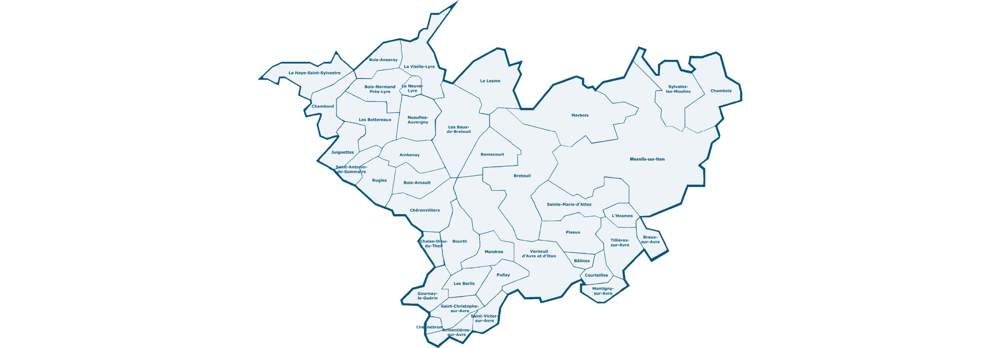 Bois-Anzeray
La Vieille-Lyre
La Haye-Saint-Sylvestre
Le Lesme
Bois-Normand
Près-Lyre
La Neuve-
Lyre
Sylvains-
les-Moulins
Chambois
Chambord
Les Bottereaux
Neaufles-
Auvergny
Marbois
Les Baux-
de-Breteuil
Juignettes
Ambenay
Bemecourt
Mesnils-sur-Iton
Saint-Antonin-
de-Sommaire
Rugles
Bois-Arnault
Breteuil
Sainte-Marie-d'Attez
Chéronvilliers
L'Hosmes
Piseux
Chaise-Dieu-
du-Theil
Bourth
Tillières-
sur-Avre
Breux-
sur-Avre
Mandres
Verneuil
d'Avre et d'Iton
Bâlines
Pullay
Courteilles
Les Barils
Montigny-
sur-Avre
Gournay-
le-Guérin
Saint-Christophe-
sur-Avre
Saint-Victor-
sur-Avre
Chennebrun
Armentières-
sur-Avre